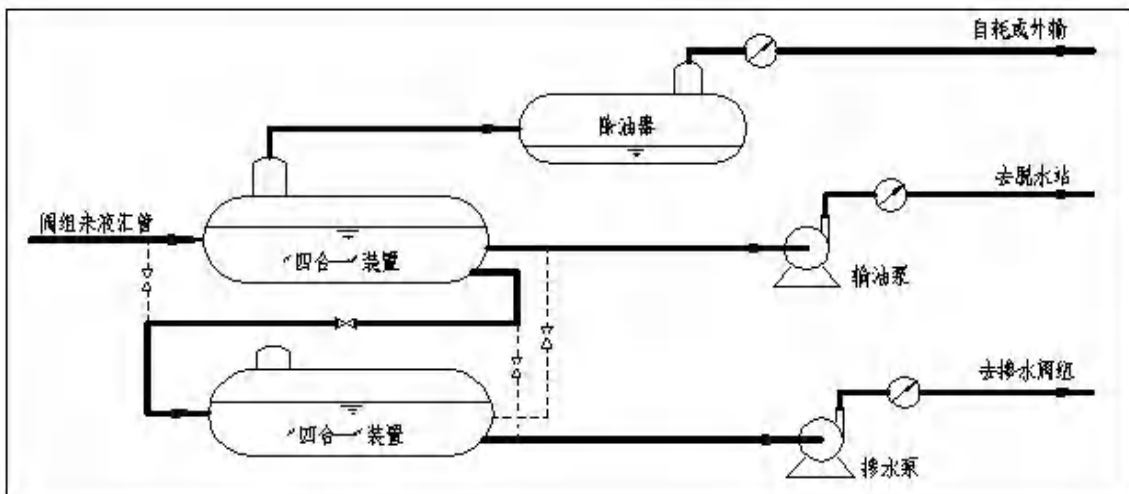 自耗或外输
除油器
去脱水站
阀组来液汇管
“四合一”装置
输油泵
去掺水阀组
“四合一”装置
掺水泵